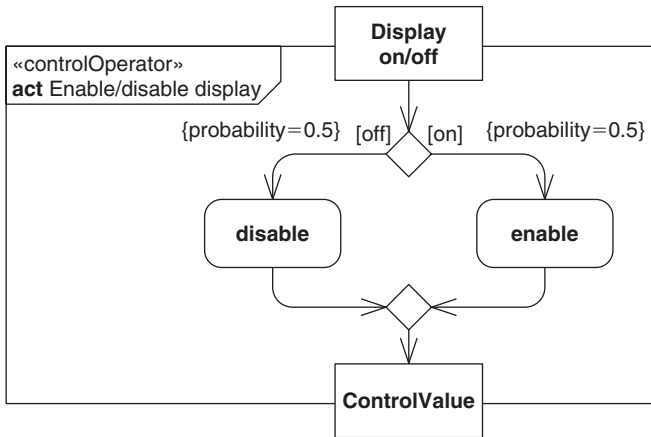 Display
on/off
«controlOperator»
act Enable/disable display
{probability=0.5} [off] [on] {probability=0.5}
disable
enable
ControlValue